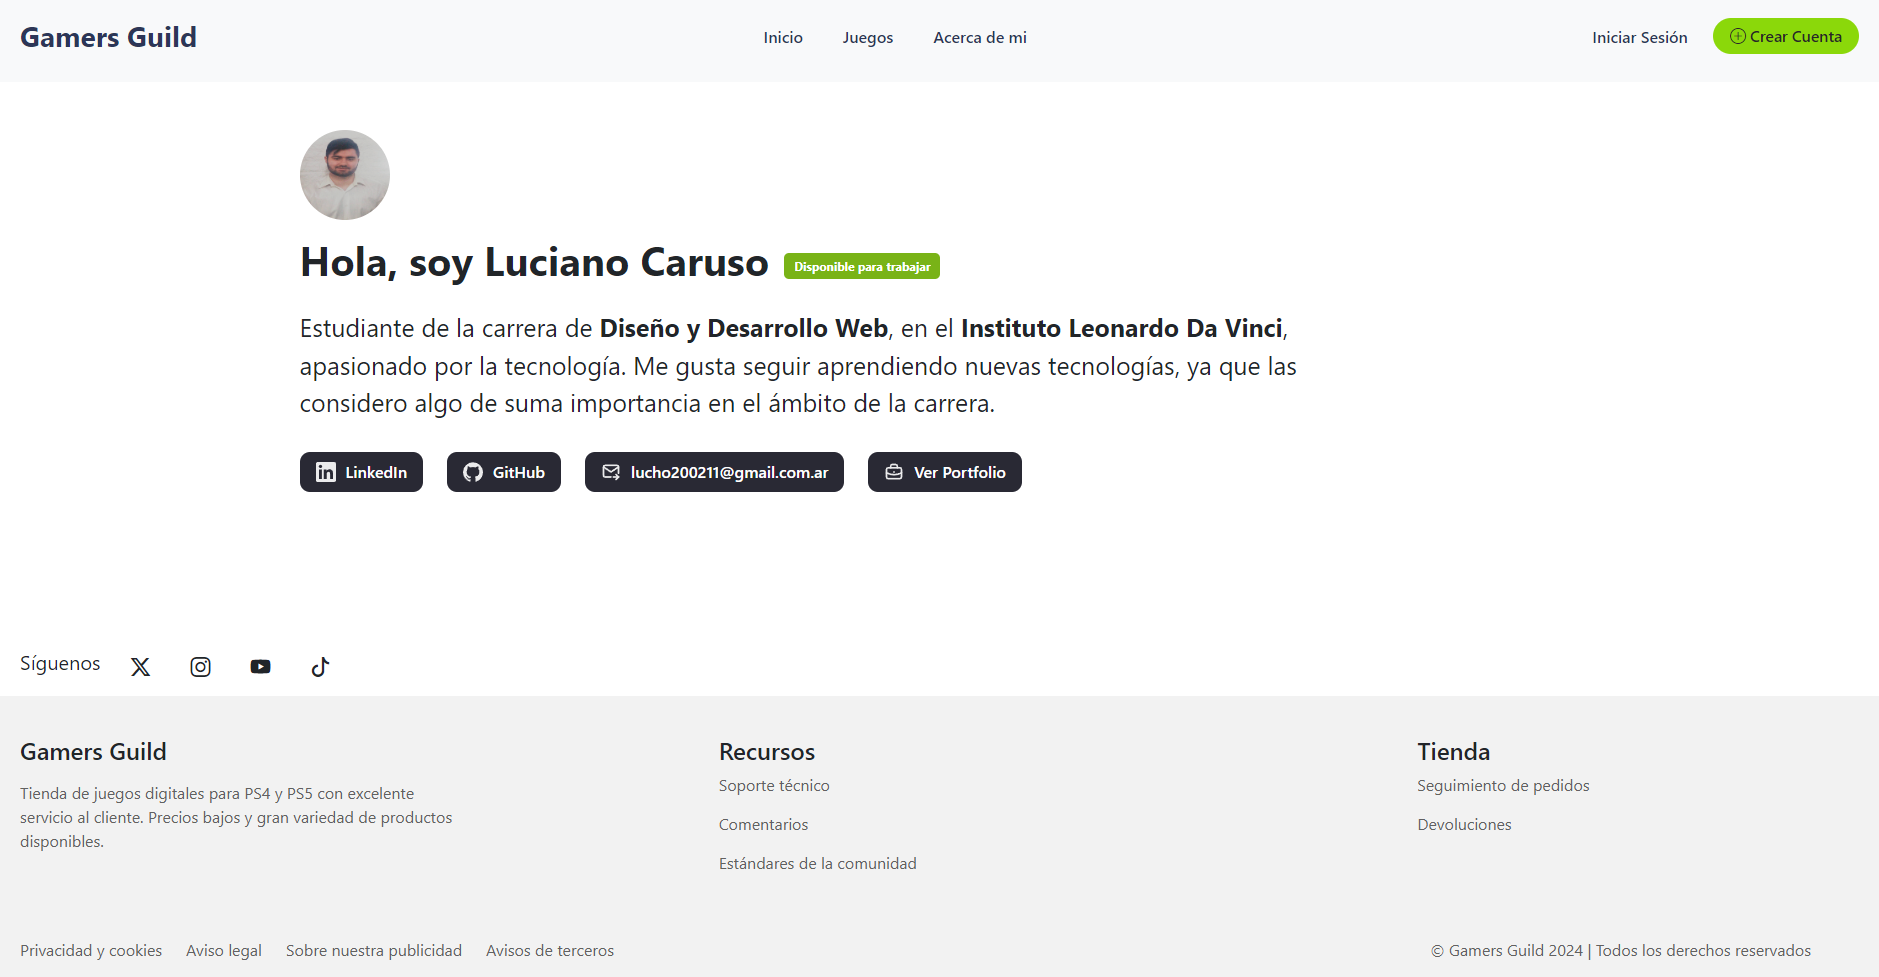 Gamers Guild
Inicio
Juegos
Acerca de mi
Iniciar Sesión
Crear Cuenta
Hola, soy Luciano Caruso
Disponible para trabajar
Estudiante de la carrera de Diseño y Desarrollo Web, en el Instituto Leonardo Da Vinci,
apasionado por la tecnología. Me gusta seguir aprendiendo nuevas tecnologías, ya que las
considero algo de suma importancia en el ámbito de la carrera.
LinkedIn
GitHub
lucho200211@gmail.com.ar
Ver Portfolio
Síguenos
Gamers Guild
Tienda de juegos digitales para PS4 y PS5 con excelente
servicio al cliente. Precios bajos y gran variedad de productos
disponibles.
Recursos
Soporte técnico
Comentarios
Estándares de la comunidad
Tienda
Seguimiento de pedidos
Devoluciones
Privacidad y cookies
Aviso legal
Sobre nuestra publicidad
Avisos de terceros
© Gamers Guild 2024 | Todos los derechos reservados